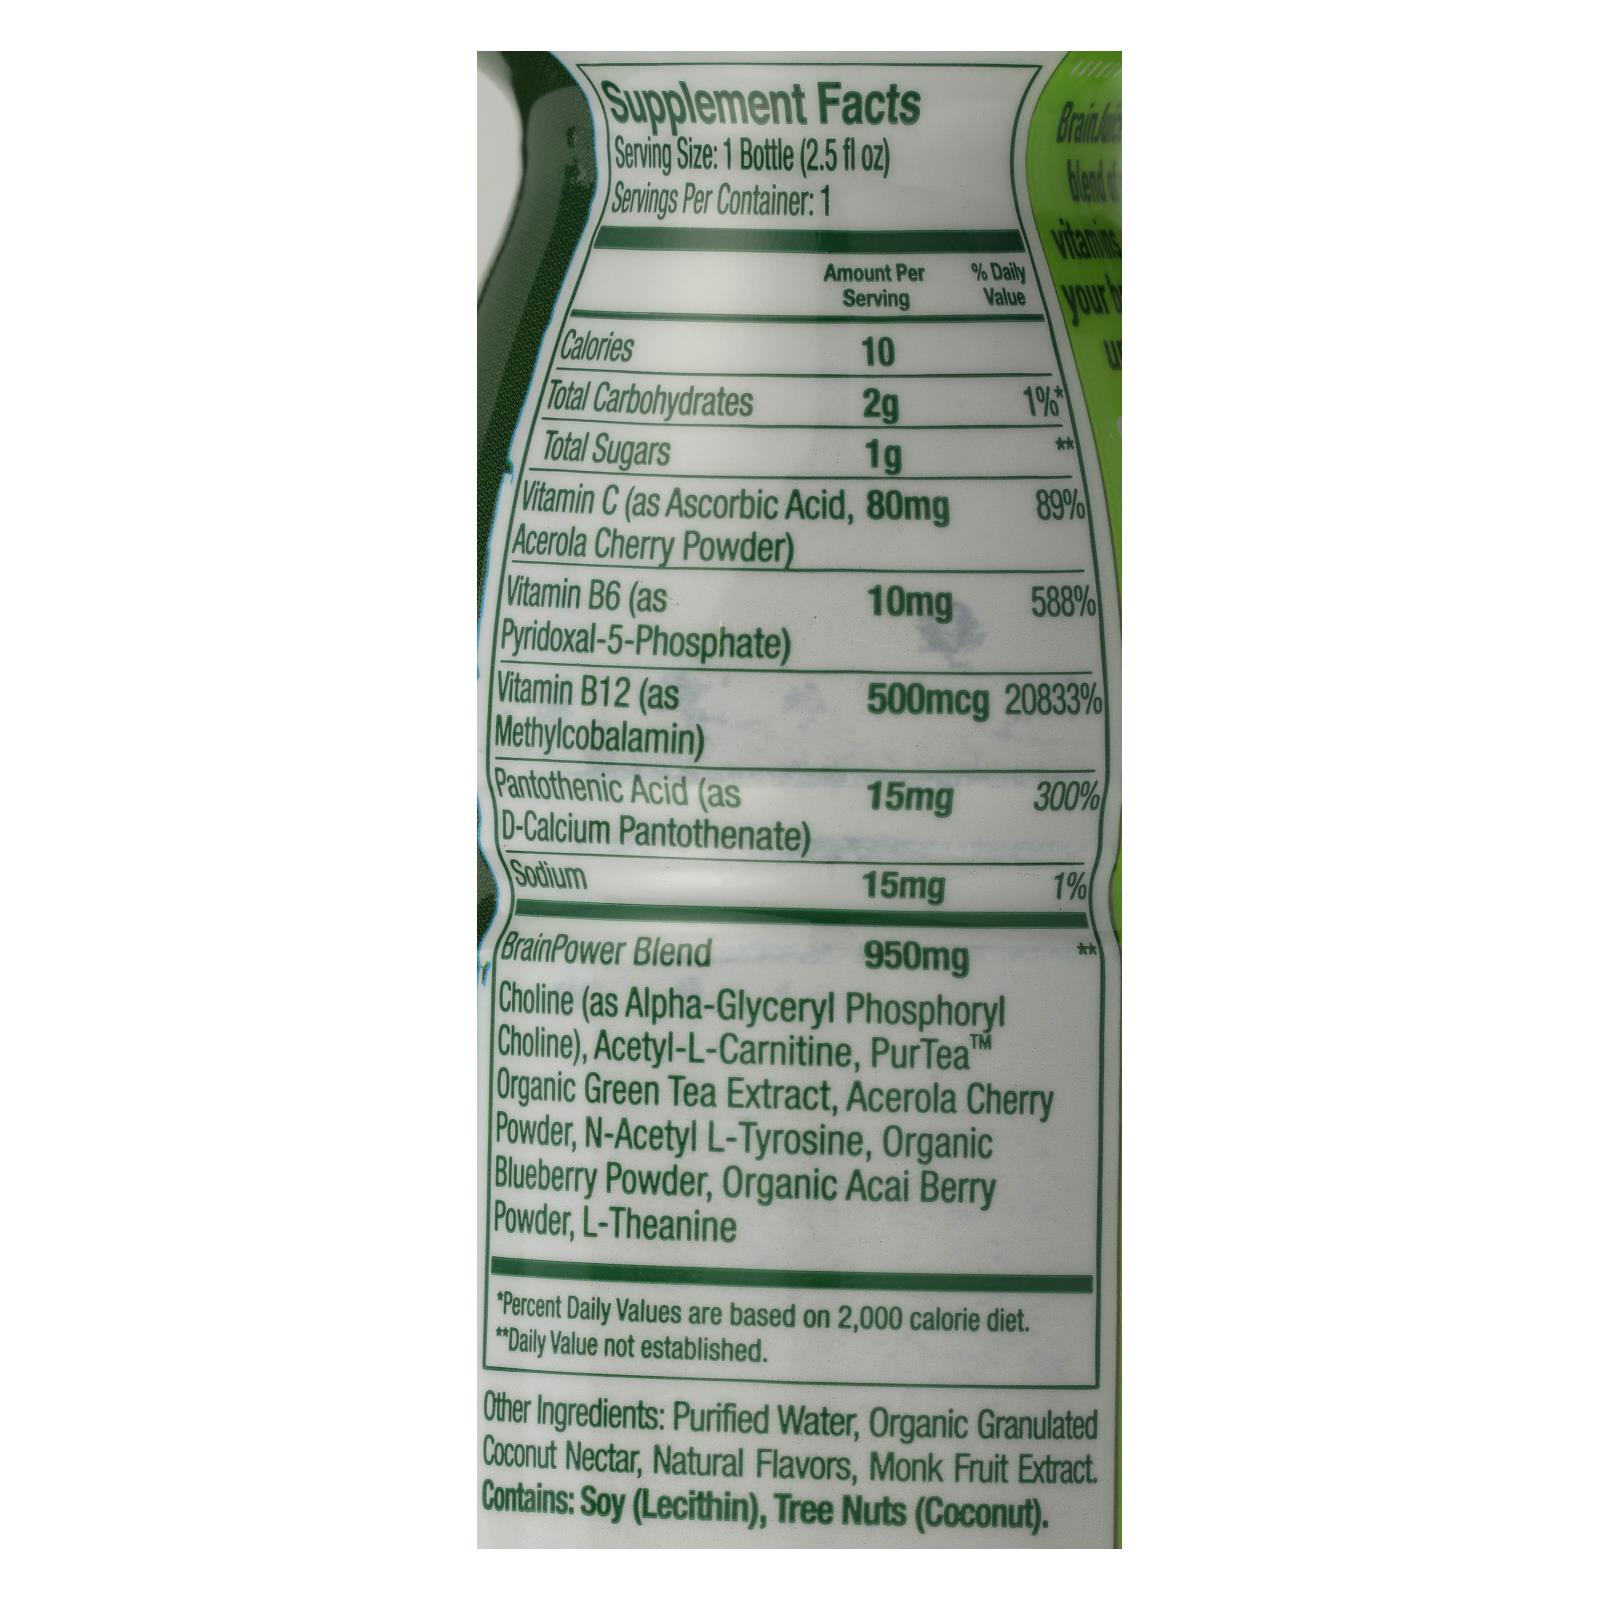 Supplement Facts
Serving Size: 1 Bottle (2.5 fl oz)
Servings Per Container: 1
Amount Per Serving % Daily Value
Calories 10
Total Carbohydrates 2g 1%*
Total Sugars 1g **
Vitamin C (as Ascorbic Acid, 80mg 89%
Acerola Cherry Powder)
Vitamin B6 (as 10mg 588%
Pyridoxal-5-Phosphate)
Vitamin B12 (as 500mcg 20833%
Methylcobalamin)
Pantothenic Acid (as 15mg 300%
D-Calcium Pantothenate)
Sodium 15mg 1%
BrainPower Blend 950mg **
Choline (as Alpha-Glyceryl Phosphoryl
Choline), Acetyl-L-Carnitine, PurTea™
Organic Green Tea Extract, Acerola Cherry
Powder, N-Acetyl L-Tyrosine, Organic
Blueberry Powder, Organic Acai Berry
Powder, L-Theanine
*Percent Daily Values are based on 2,000 calorie diet.
**Daily Value not established.
Other Ingredients: Purified Water, Organic Granulated
Coconut Nectar, Natural Flavors, Monk Fruit Extract.
Contains: Soy (Lecithin), Tree Nuts (Coconut).
blend
vitamins
your